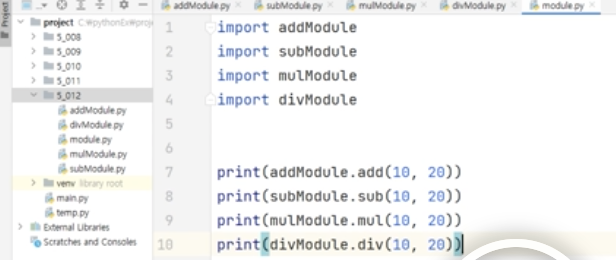 addModule.py subModule.py mulModule.py divModule.py module.py
Project
project
5_008
5_009
5_010
5_011
5_012
addModule.py
divModule.py
module.py
mulModule.py
subModule.py
venv library root
main.py
temp.py
External Libraries
Scratches and Consoles
1 import addModule
2 import subModule
3 import mulModule
4 import divModule
5
6
7 print(addModule.add(10, 20))
8 print(subModule.sub(10, 20))
9 print(mulModule.mul(10, 20))
10 print(divModule.div(10, 20))